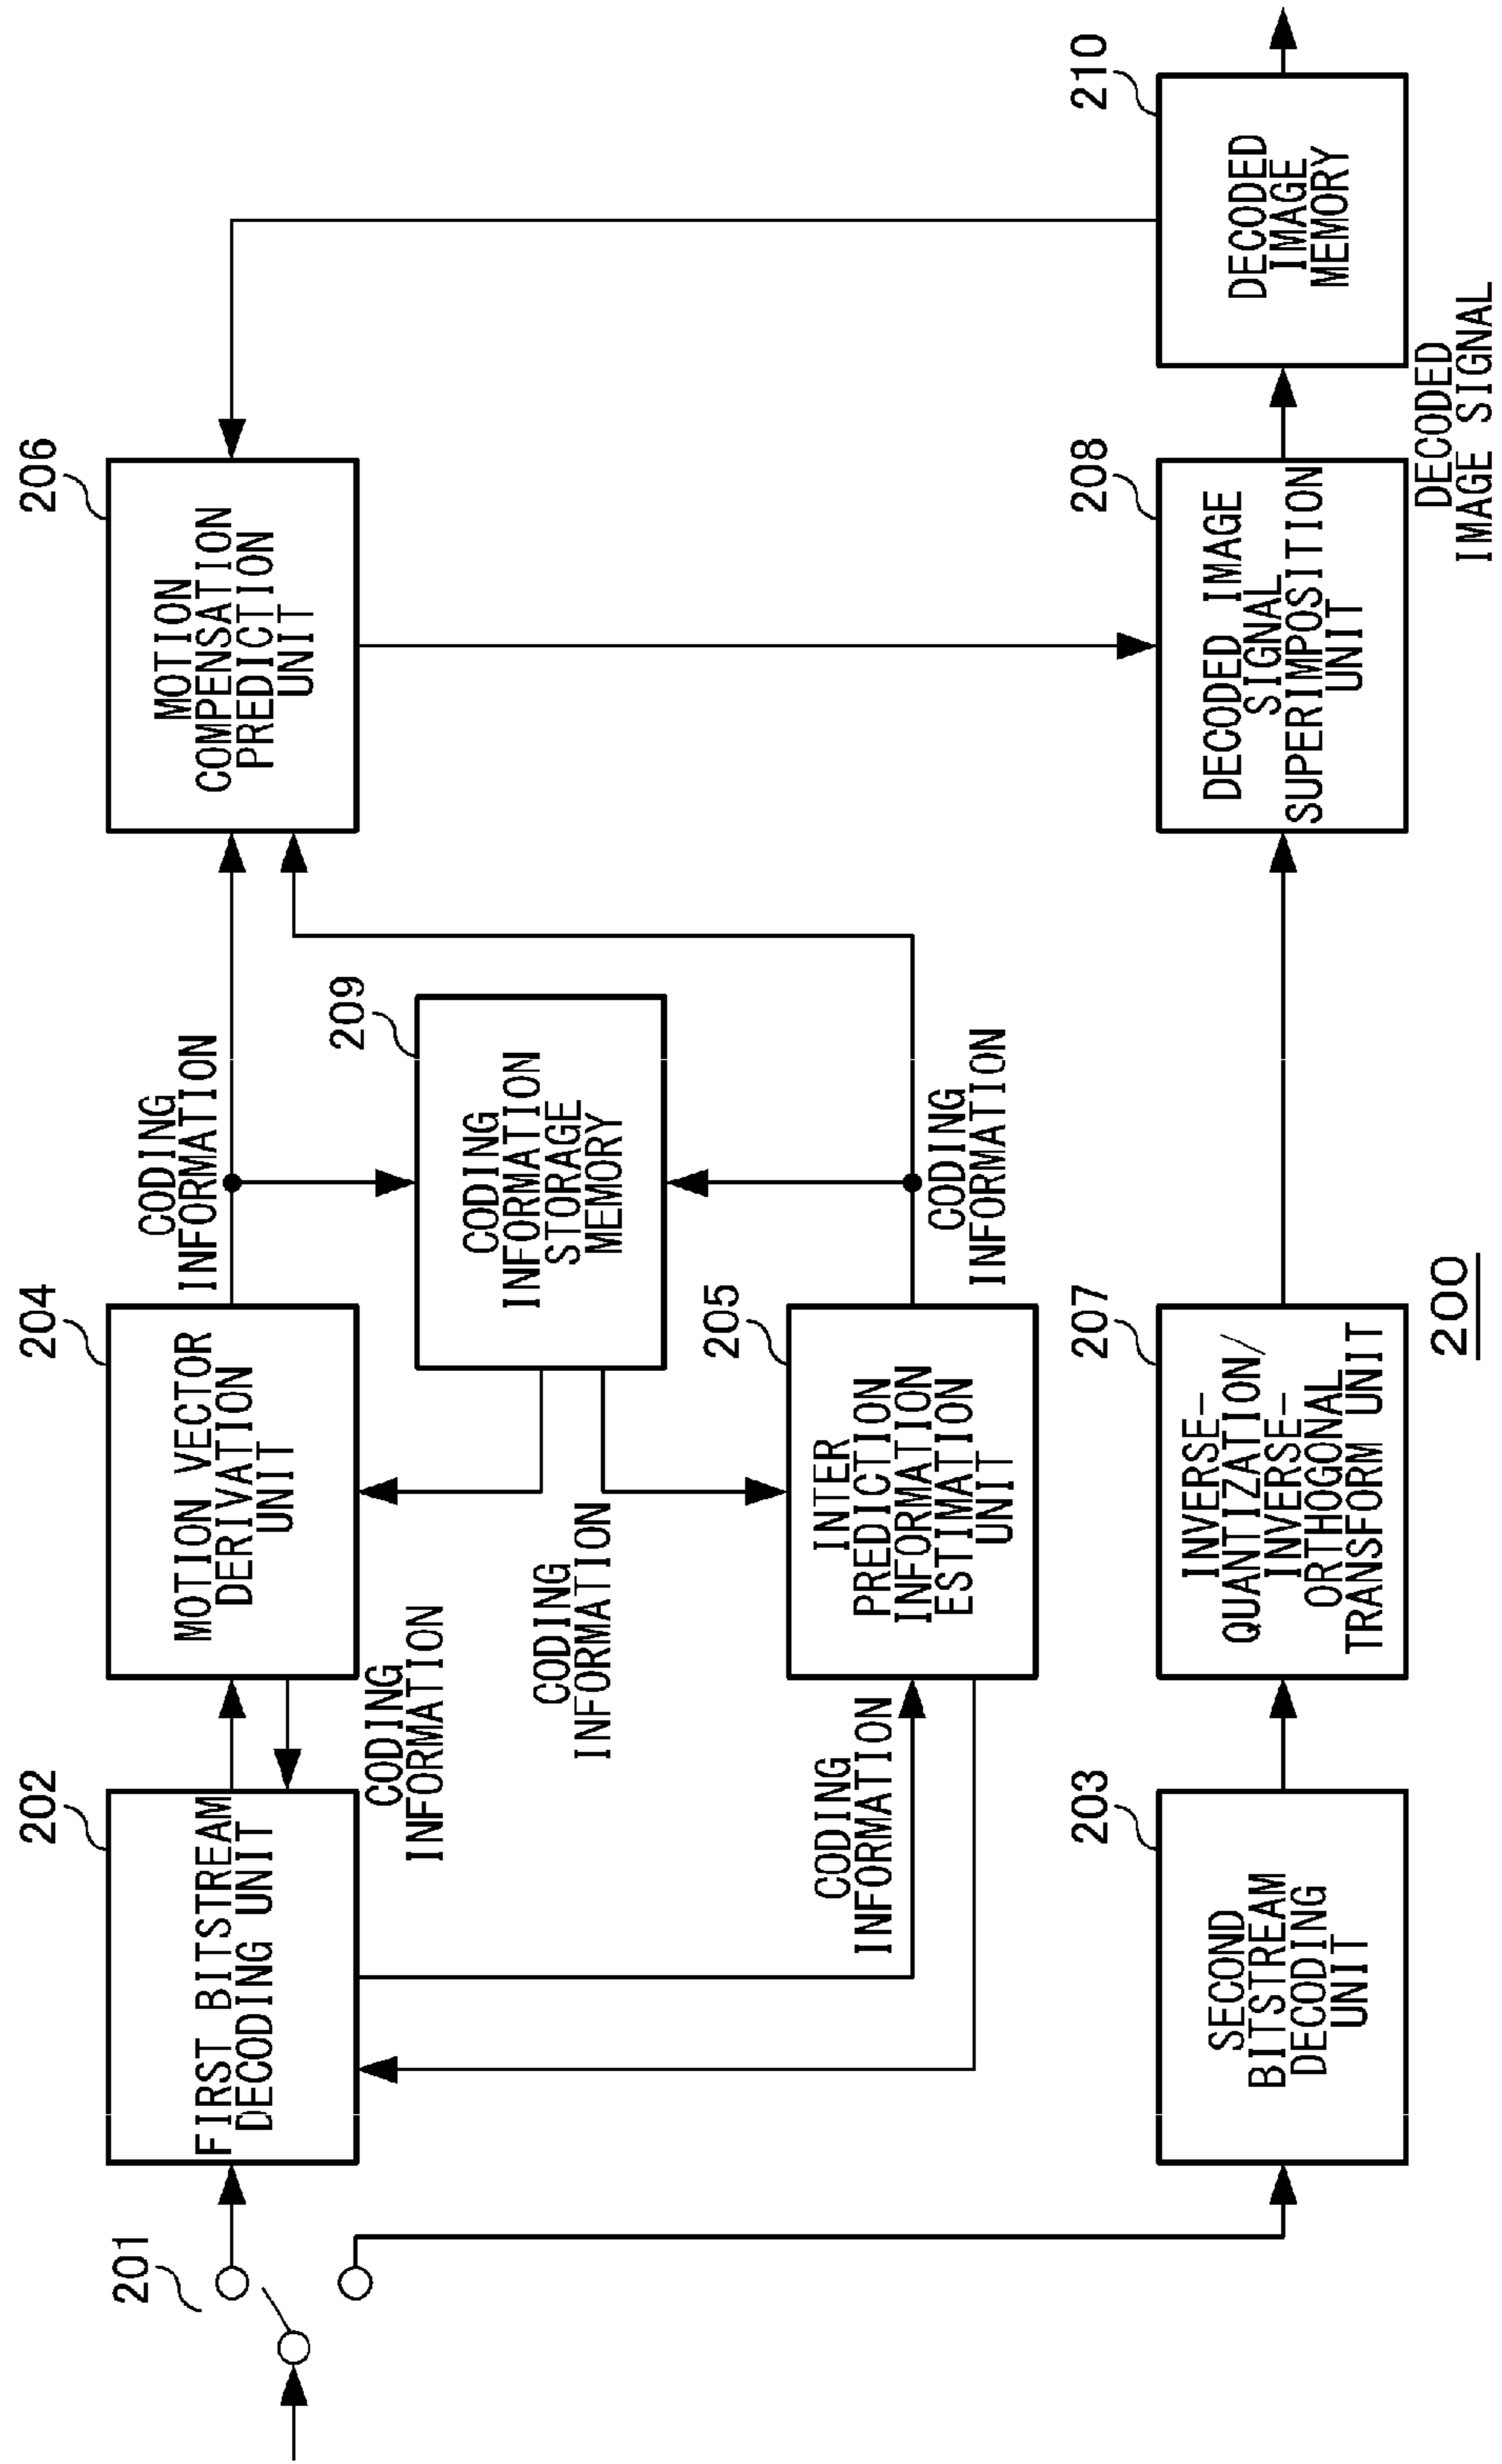 201
202
FIRST BITSTREAM
DECODING UNIT
204
MOTION VECTOR
DERIVATION
UNIT
CODING
INFORMATION
206
MOTION
COMPENSATION
PREDICTION
UNIT
CODING
INFORMATION
209
CODING
INFORMATION
STORAGE
MEMORY
CODING
INFORMATION
CODING
INFORMATION
205
INTER
PREDICTION
INFORMATION
ESTIMATION
UNIT
CODING
INFORMATION
203
SECOND
BITSTREAM
DECODING
UNIT
207
INVERSE-
QUANTIZATION/
INVERSE-
ORTHOGONAL
TRANSFORM UNIT
208
DECODED IMAGE
SIGNAL
SUPERIMPOSITION
UNIT
210
DECODED
IMAGE
MEMORY
DECODED
IMAGE SIGNAL
200